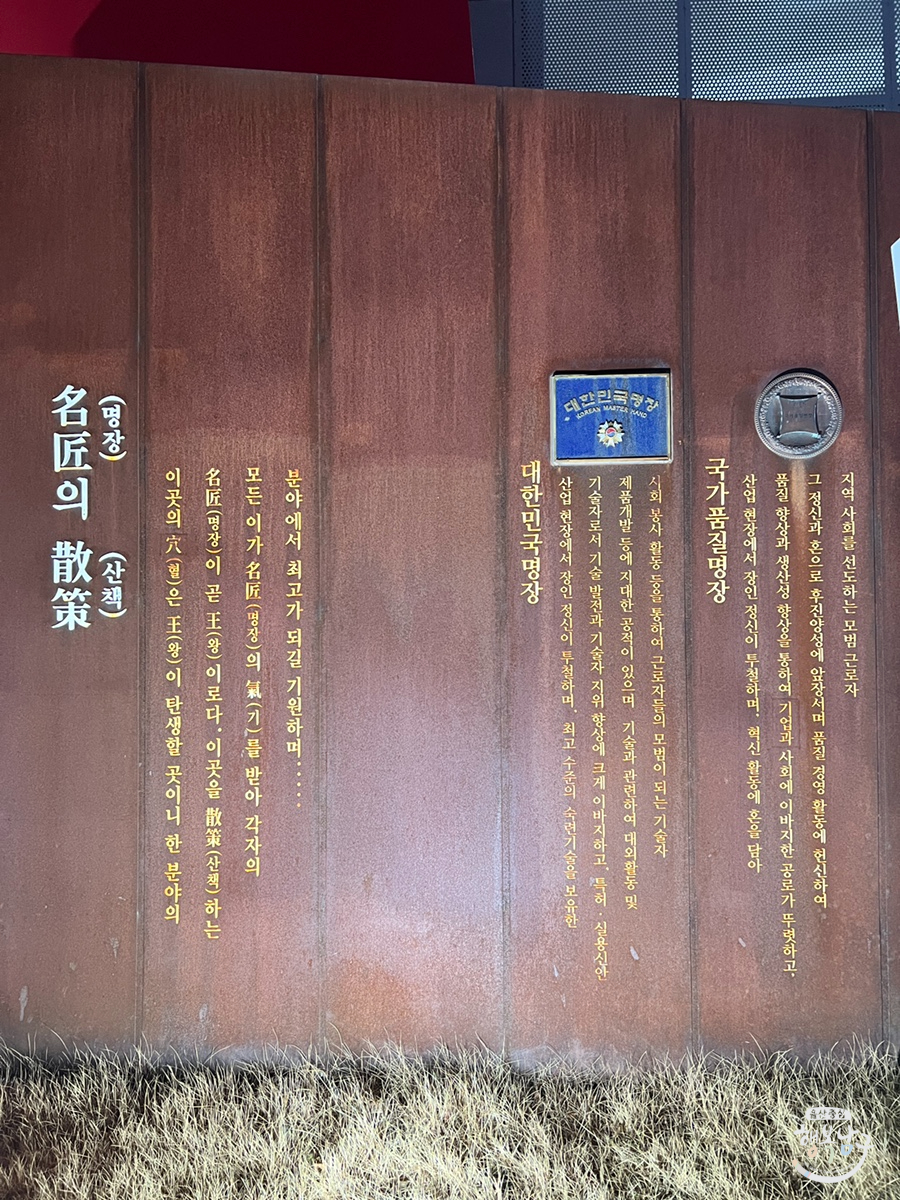 名匠의 散策
(명장) (산책)
이곳의 穴(혈)은 王(왕)이 탄생할 곳이니 한 분야의
名匠(명장)이 곧 王(왕)이로다. 이곳을 散策(산책)하는
모든 이가 名匠(명장)의 氣(기)를 받아 각자의
분야에서 최고가 되길 기원하며······
대한민국명장
KOREAN MASTER HAND
대한민국명장
산업 현장에서 장인 정신이 투철하며, 최고 수준의 숙련기술을 보유한
기술자로서 기술 발전과 기술자 지위 향상에 크게 이바지하고, 특허·실용신안
제품개발 등에 지대한 공적이 있으며 기술과 관련하여 대외활동 및
사회 봉사 활동 등을 통하여 근로자들의 모범이 되는 기술자
국가품질명장
산업 현장에서 장인 정신이 투철하며, 혁신 활동에 혼을 담아
품질 향상과 생산성 향상을 통하여 기업과 사회에 이바지한 공로가 뚜렷하고,
그 정신과 혼으로 후진양성에 앞장서며 품질 경영 활동에 헌신하여
지역 사회를 선도하는 모범 근로자
울산중심